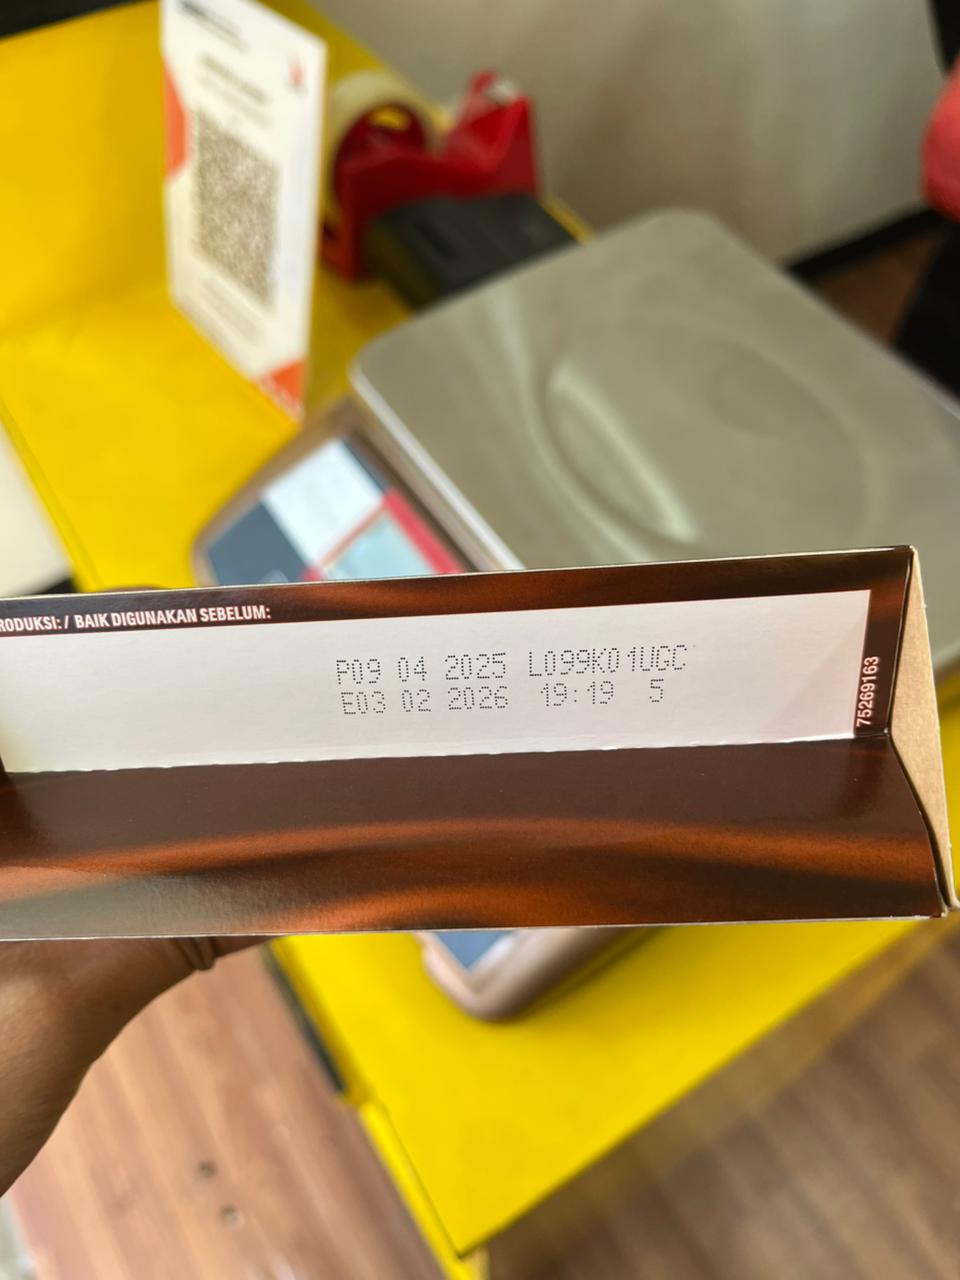 RODUKSI: / BAIK DIGUNAKAN SEBELUM:
P09 04 2025 L099K01UGC
E03 02 2026 19:19 5
75269163